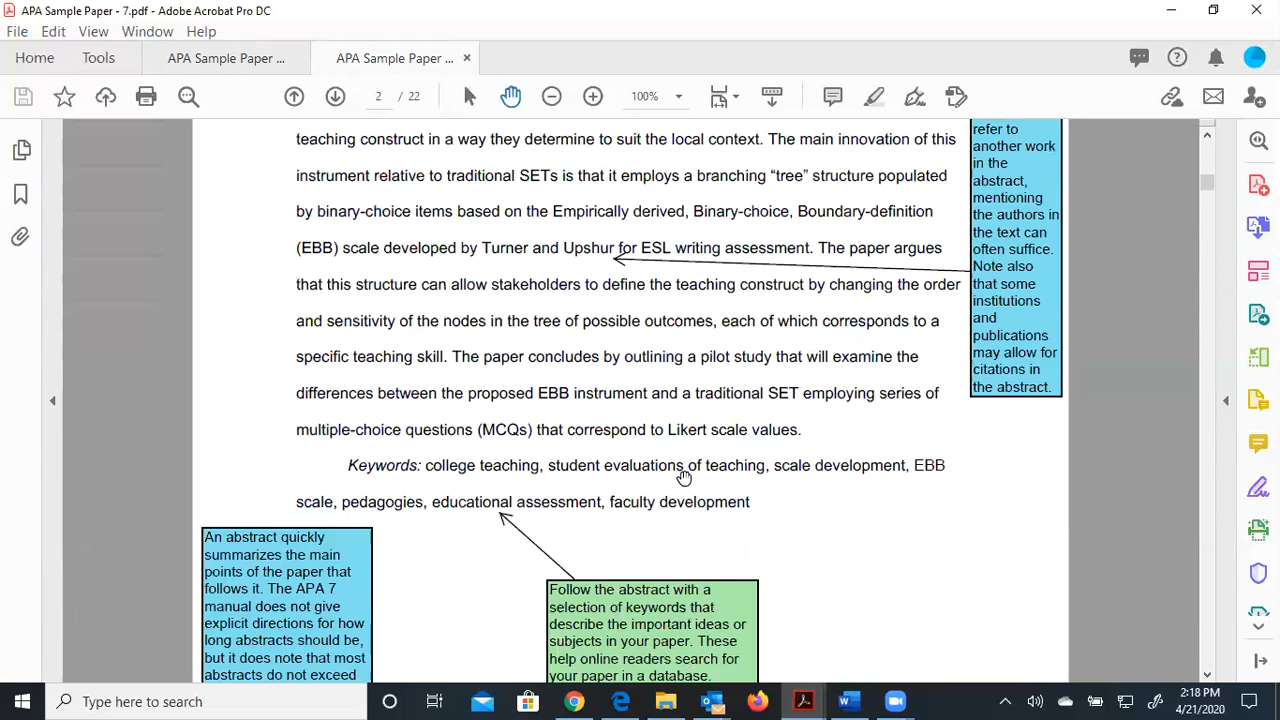 APA Sample Paper - 7.pdf - Adobe Acrobat Pro DC
File Edit View Window Help
Home Tools APA Sample Paper ... APA Sample Paper ... ×
2 / 22 100%
teaching construct in a way they determine to suit the local context. The main innovation of this
instrument relative to traditional SETs is that it employs a branching “tree” structure populated
by binary-choice items based on the Empirically derived, Binary-choice, Boundary-definition
(EBB) scale developed by Turner and Upshur for ESL writing assessment. The paper argues
that this structure can allow stakeholders to define the teaching construct by changing the order
and sensitivity of the nodes in the tree of possible outcomes, each of which corresponds to a
specific teaching skill. The paper concludes by outlining a pilot study that will examine the
differences between the proposed EBB instrument and a traditional SET employing series of
multiple-choice questions (MCQs) that correspond to Likert scale values.
Keywords: college teaching, student evaluations of teaching, scale development, EBB
scale, pedagogies, educational assessment, faculty development
refer to
another work
in the
abstract,
mentioning
the authors in
the text can
often suffice.
Note also
that some
institutions
and
publications
may allow for
citations in
the abstract.
An abstract quickly
summarizes the main
points of the paper that
follows it. The APA 7
manual does not give
explicit directions for how
long abstracts should be,
but it does note that most
abstracts do not exceed
Follow the abstract with a
selection of keywords that
describe the important ideas or
subjects in your paper. These
help online readers search for
your paper in a database.
Type here to search
2:18 PM
4/21/2020